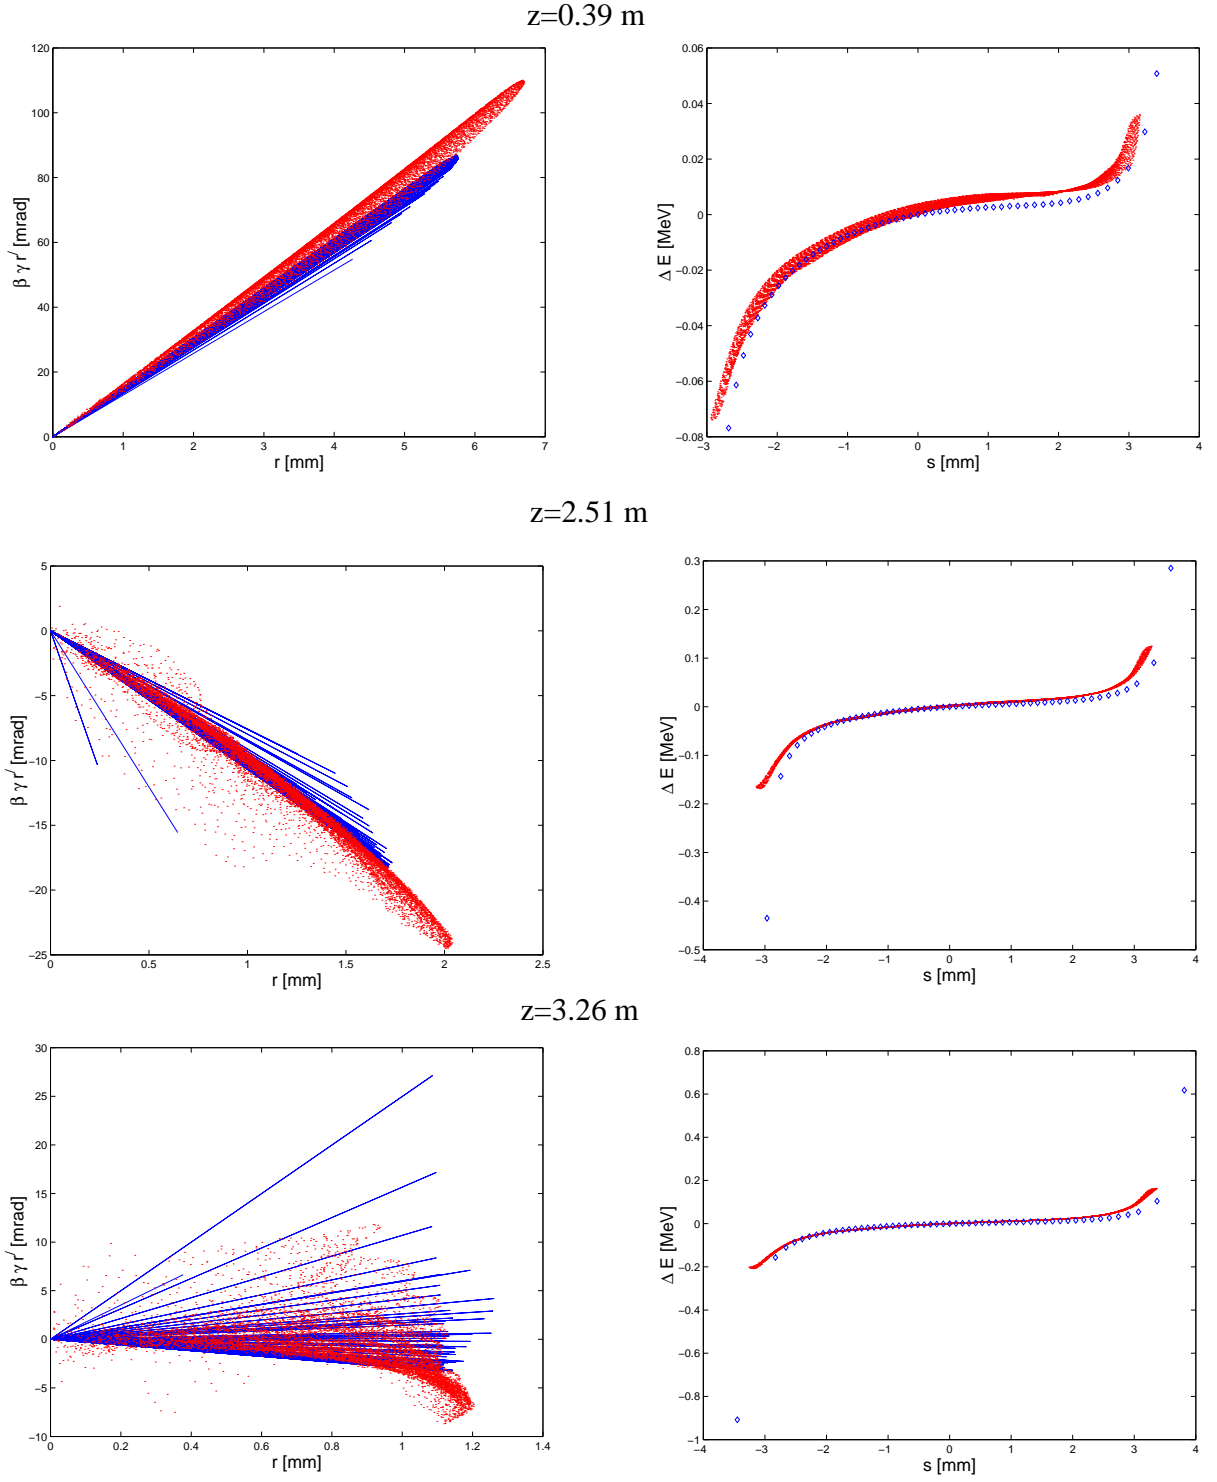 z=0.39 m
120
100
80
60
40
20
0
0 1 2 3 4 5 6 7
β γ r′ [mrad]
r [mm]
0.06
0.04
0.02
0
−0.02
−0.04
−0.06
−0.08
−3 −2 −1 0 1 2 3 4
Δ E [MeV]
s [mm]
z=2.51 m
5
0
−5
−10
−15
−20
−25
0 0.5 1 1.5 2 2.5
β γ r′ [mrad]
r [mm]
0.3
0.2
0.1
0
−0.1
−0.2
−0.3
−0.4
−0.5
−4 −3 −2 −1 0 1 2 3 4
Δ E [MeV]
s [mm]
z=3.26 m
30
25
20
15
10
5
0
−5
−10
0 0.2 0.4 0.6 0.8 1 1.2 1.4
β γ r′ [mrad]
r [mm]
0.8
0.6
0.4
0.2
0
−0.2
−0.4
−0.6
−0.8
−1
−4 −3 −2 −1 0 1 2 3 4
Δ E [MeV]
s [mm]